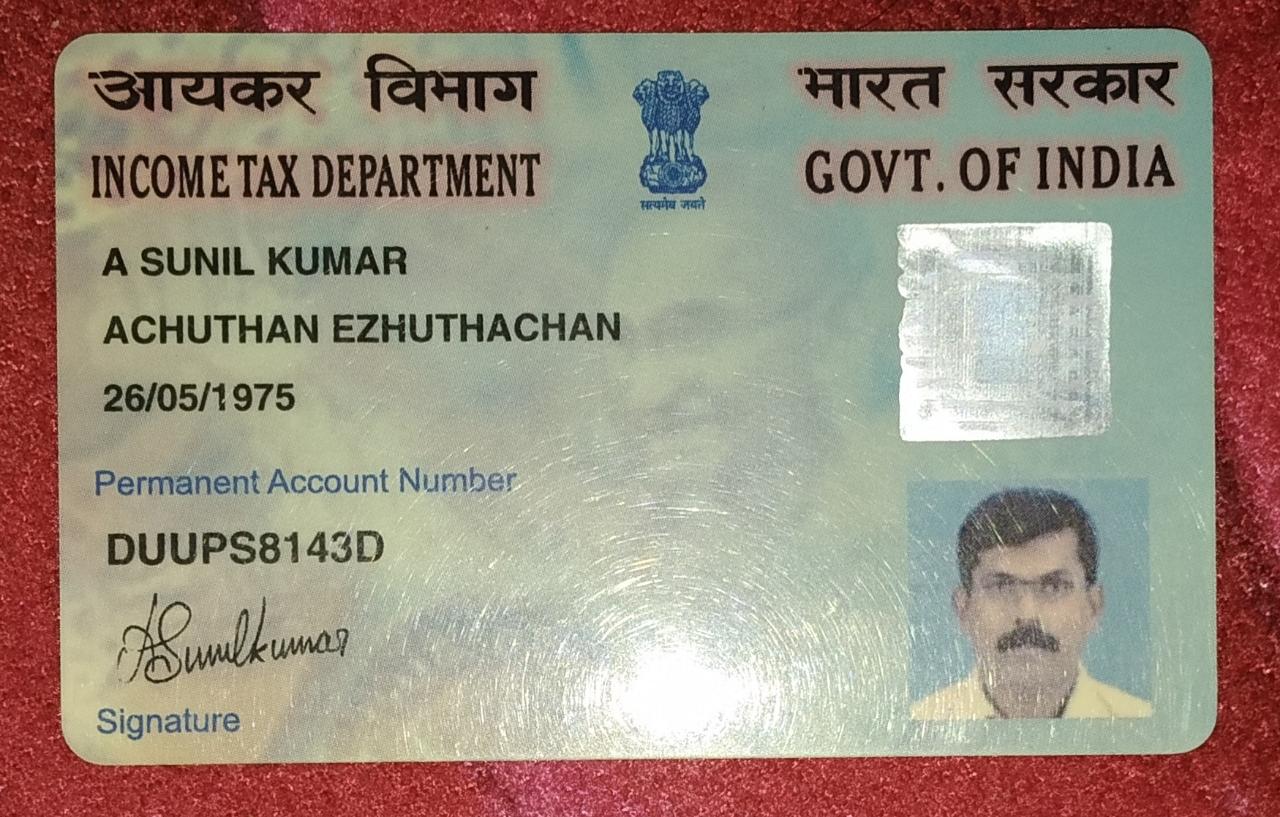 आयकर विभाग
भारत सरकार
INCOME TAX DEPARTMENT
GOVT. OF INDIA
सत्यमेव जयते
A SUNIL KUMAR
ACHUTHAN EZHUTHACHAN
26/05/1975
Permanent Account Number
DUUPS8143D
ASunilkumar
Signature